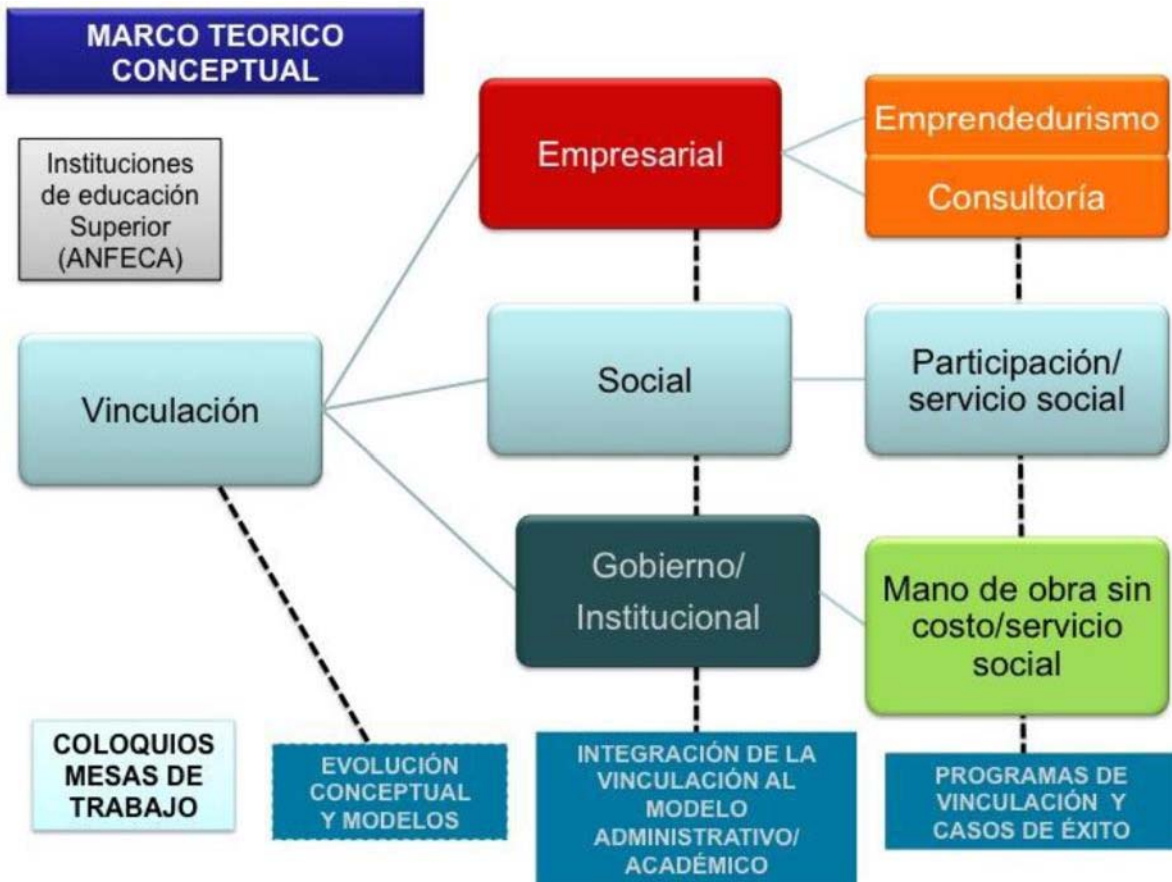 MARCO TEORICO
CONCEPTUAL
Instituciones
de educación
Superior
(ANFECA)
Vinculación
Empresarial
Emprendedurismo
Consultoría
Social
Participación/
servicio social
Gobierno/
Institucional
Mano de obra sin
costo/servicio
social
COLOQUIOS
MESAS DE
TRABAJO
EVOLUCIÓN
CONCEPTUAL
Y MODELOS
INTEGRACIÓN DE LA
VINCULACIÓN AL
MODELO
ADMINISTRATIVO/
ACADÉMICO
PROGRAMAS DE
VINCULACIÓN Y
CASOS DE ÉXITO